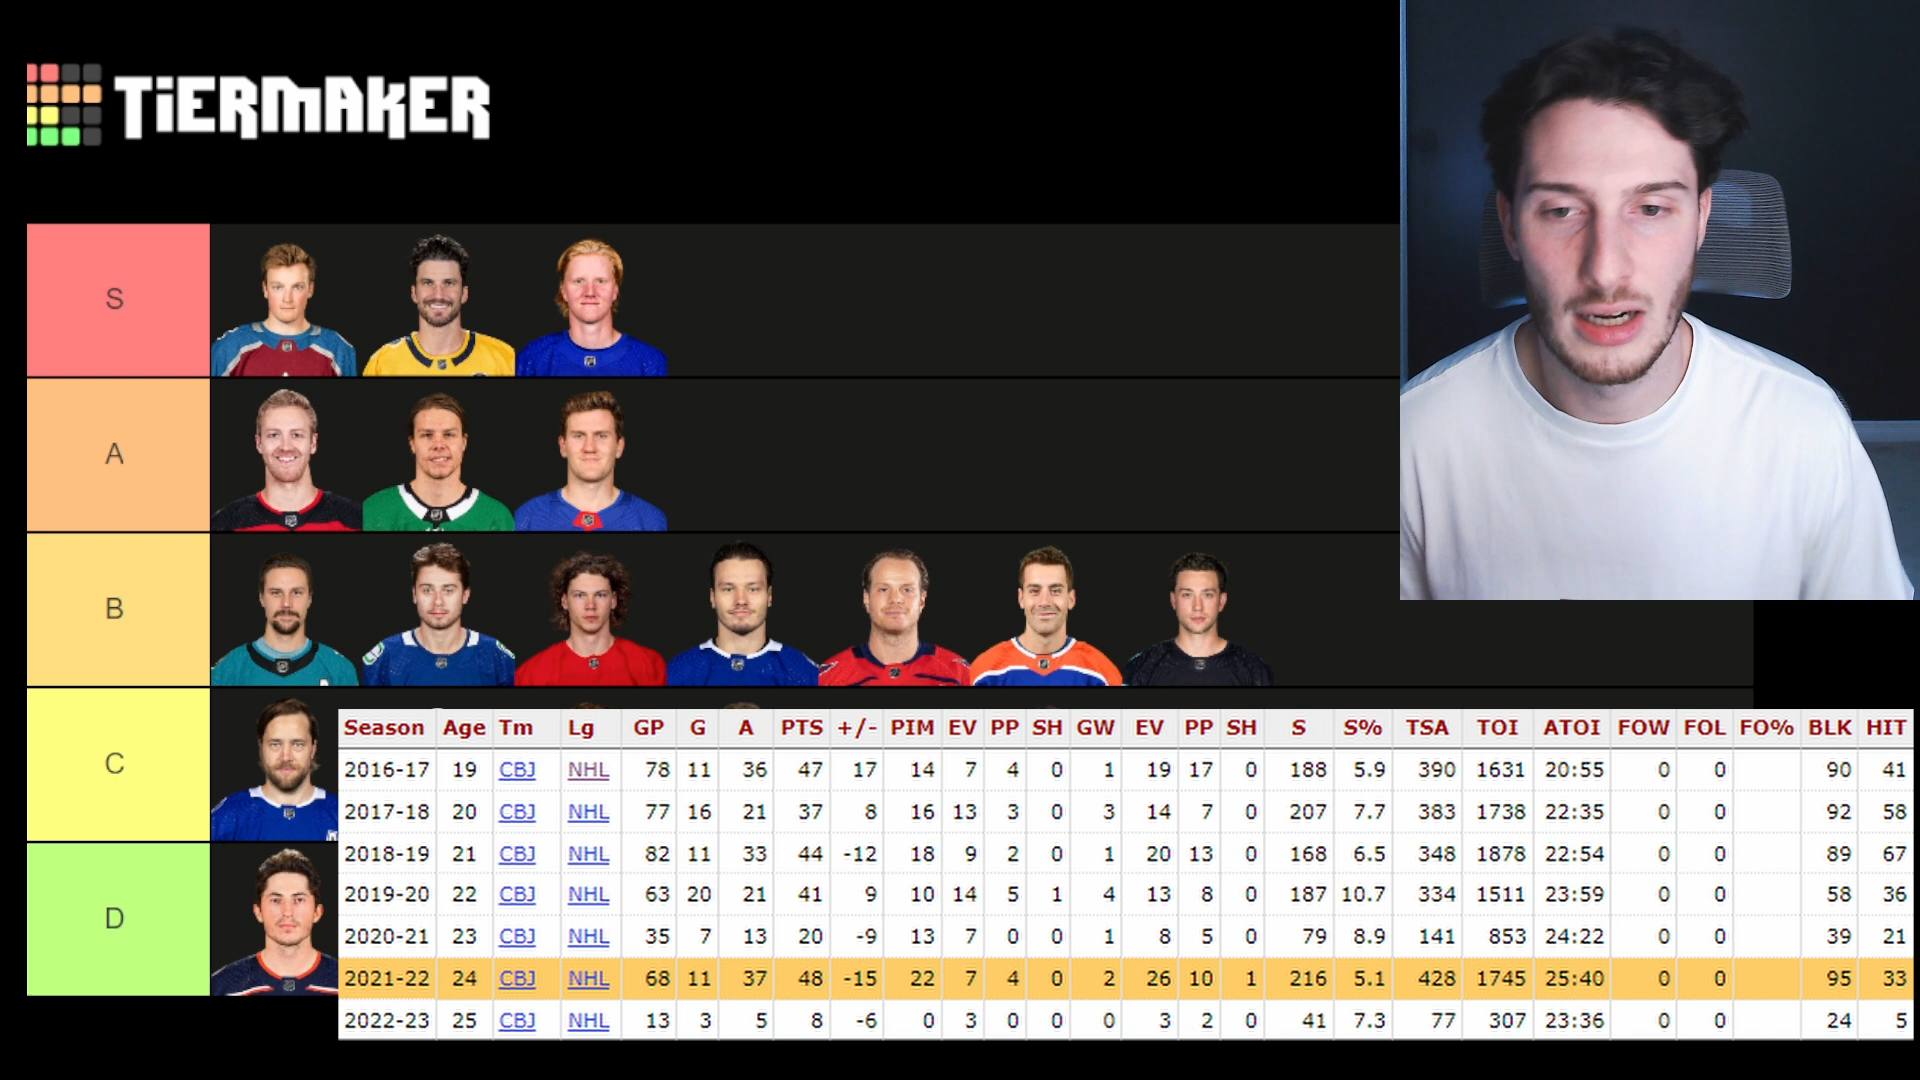 TiERMAKER
S
A
B
C
D
Season Age Tm Lg GP G A PTS +/- PIM EV PP SH GW EV PP SH S S% TSA TOI ATOI FOW FOL FO% BLK HIT
2016-17 19 CBJ NHL 78 11 36 47 17 14 7 4 0 1 19 17 0 188 5.9 390 1631 20:55 0 0 90 41
2017-18 20 CBJ NHL 77 16 21 37 8 16 13 3 0 3 14 7 0 207 7.7 383 1738 22:35 0 0 92 58
2018-19 21 CBJ NHL 82 11 33 44 -12 18 9 2 0 1 20 13 0 168 6.5 348 1878 22:54 0 0 89 67
2019-20 22 CBJ NHL 63 20 21 41 9 10 14 5 1 4 13 8 0 187 10.7 334 1511 23:59 0 0 58 36
2020-21 23 CBJ NHL 35 7 13 20 -9 13 7 0 0 1 8 5 0 79 8.9 141 853 24:22 0 0 39 21
2021-22 24 CBJ NHL 68 11 37 48 -15 22 7 4 0 2 26 10 1 216 5.1 428 1745 25:40 0 0 95 33
2022-23 25 CBJ NHL 13 3 5 8 -6 0 3 0 0 0 3 2 0 41 7.3 77 307 23:36 0 0 24 5